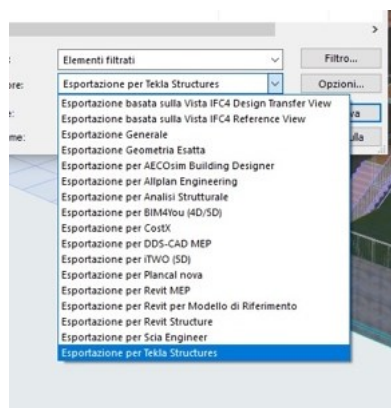 Elementi filtrati
Filtro...
ore:
Esportazione per Tekla Structures
Opzioni...
Esportazione basata sulla Vista IFC4 Design Transfer View
va
Esportazione basata sulla Vista IFC4 Reference View
me:
Esportazione Generale
ulla
Esportazione Geometria Esatta
Esportazione per AECOsim Building Designer
Esportazione per Allplan Engineering
Esportazione per Analisi Strutturale
Esportazione per BIM4You (4D/5D)
Esportazione per CostX
Esportazione per DDS-CAD MEP
Esportazione per iTWO (5D)
Esportazione per Plancal nova
Esportazione per Revit MEP
Esportazione per Revit per Modello di Riferimento
Esportazione per Revit Structure
Esportazione per Scia Engineer
Esportazione per Tekla Structures